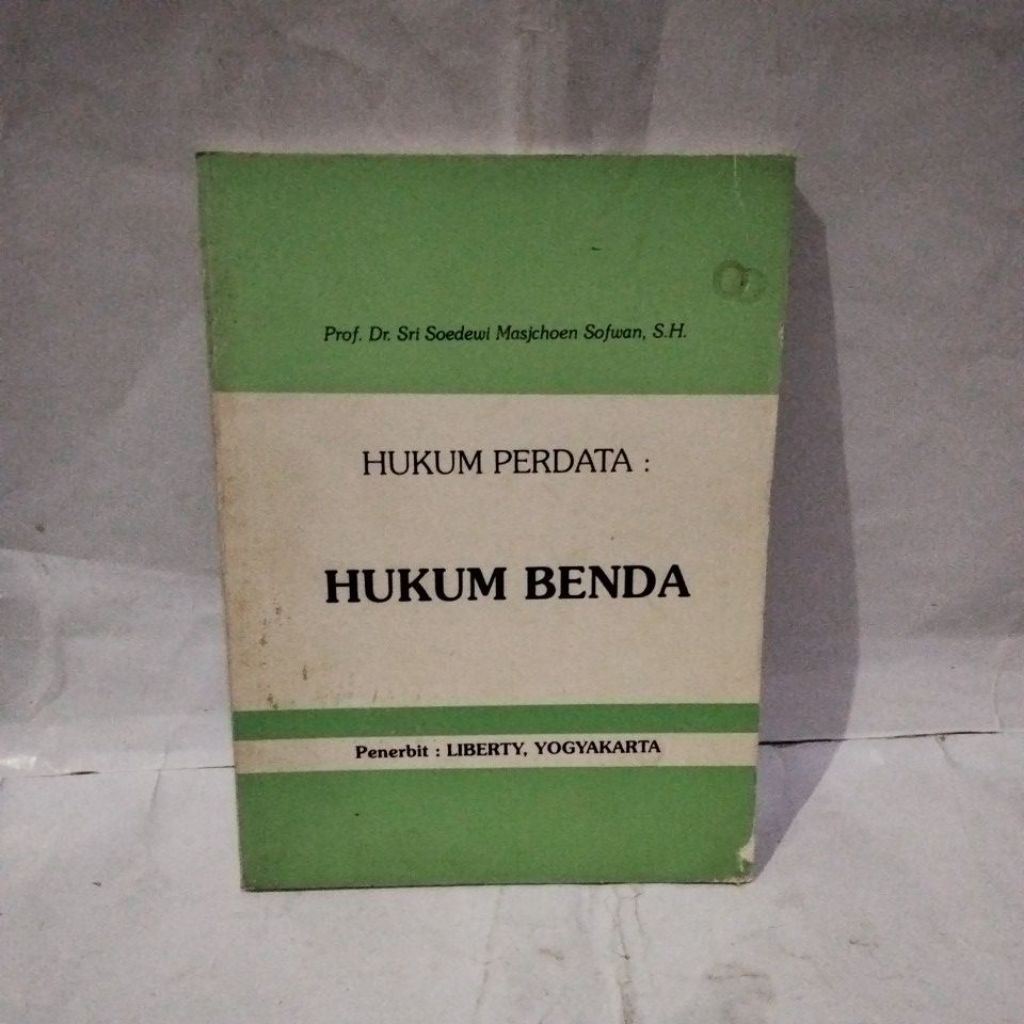 Prof. Dr. Sri Soedewi Masjchoen Sofwan, S.H.
HUKUM PERDATA :
HUKUM BENDA
Penerbit : LIBERTY, YOGYAKARTA